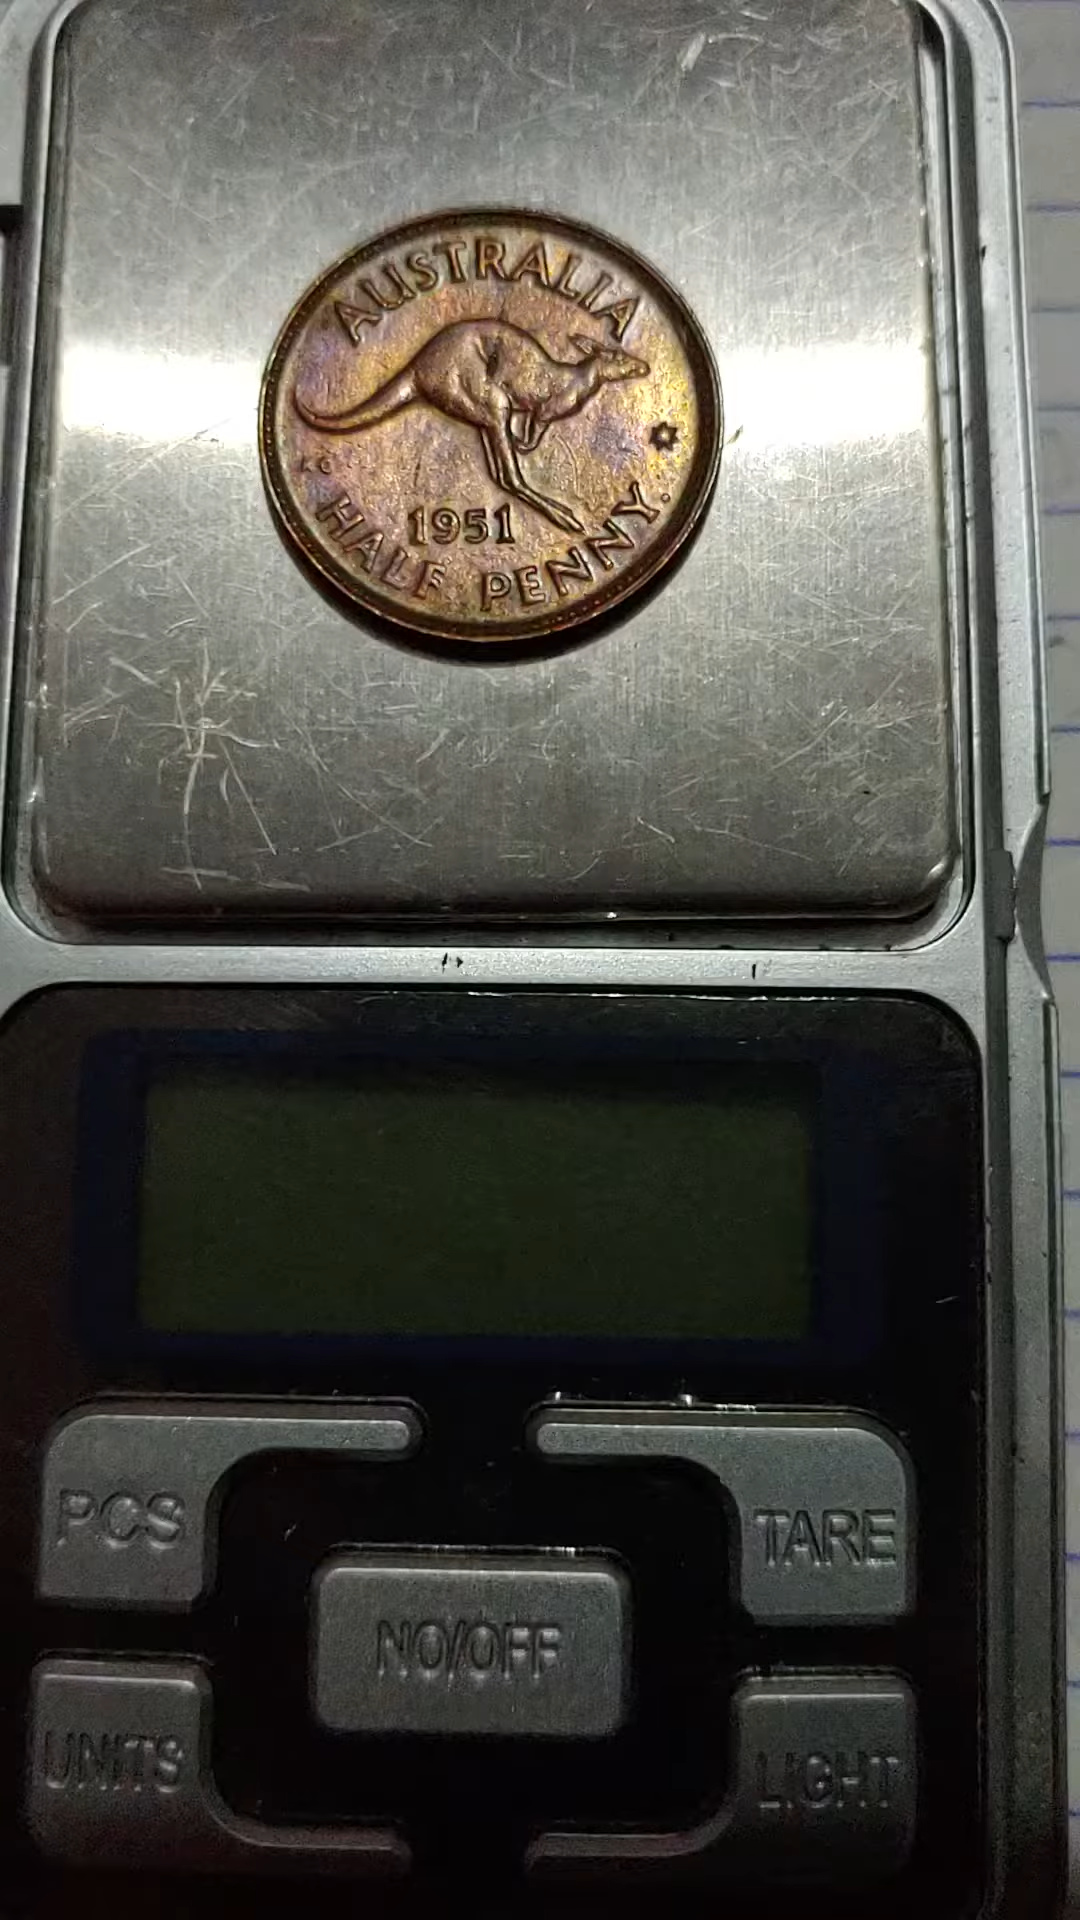 AUSTRALIA
1951
HALF PENNY.
PCS
TARE
NO/OFF
UNITS
LIGHT